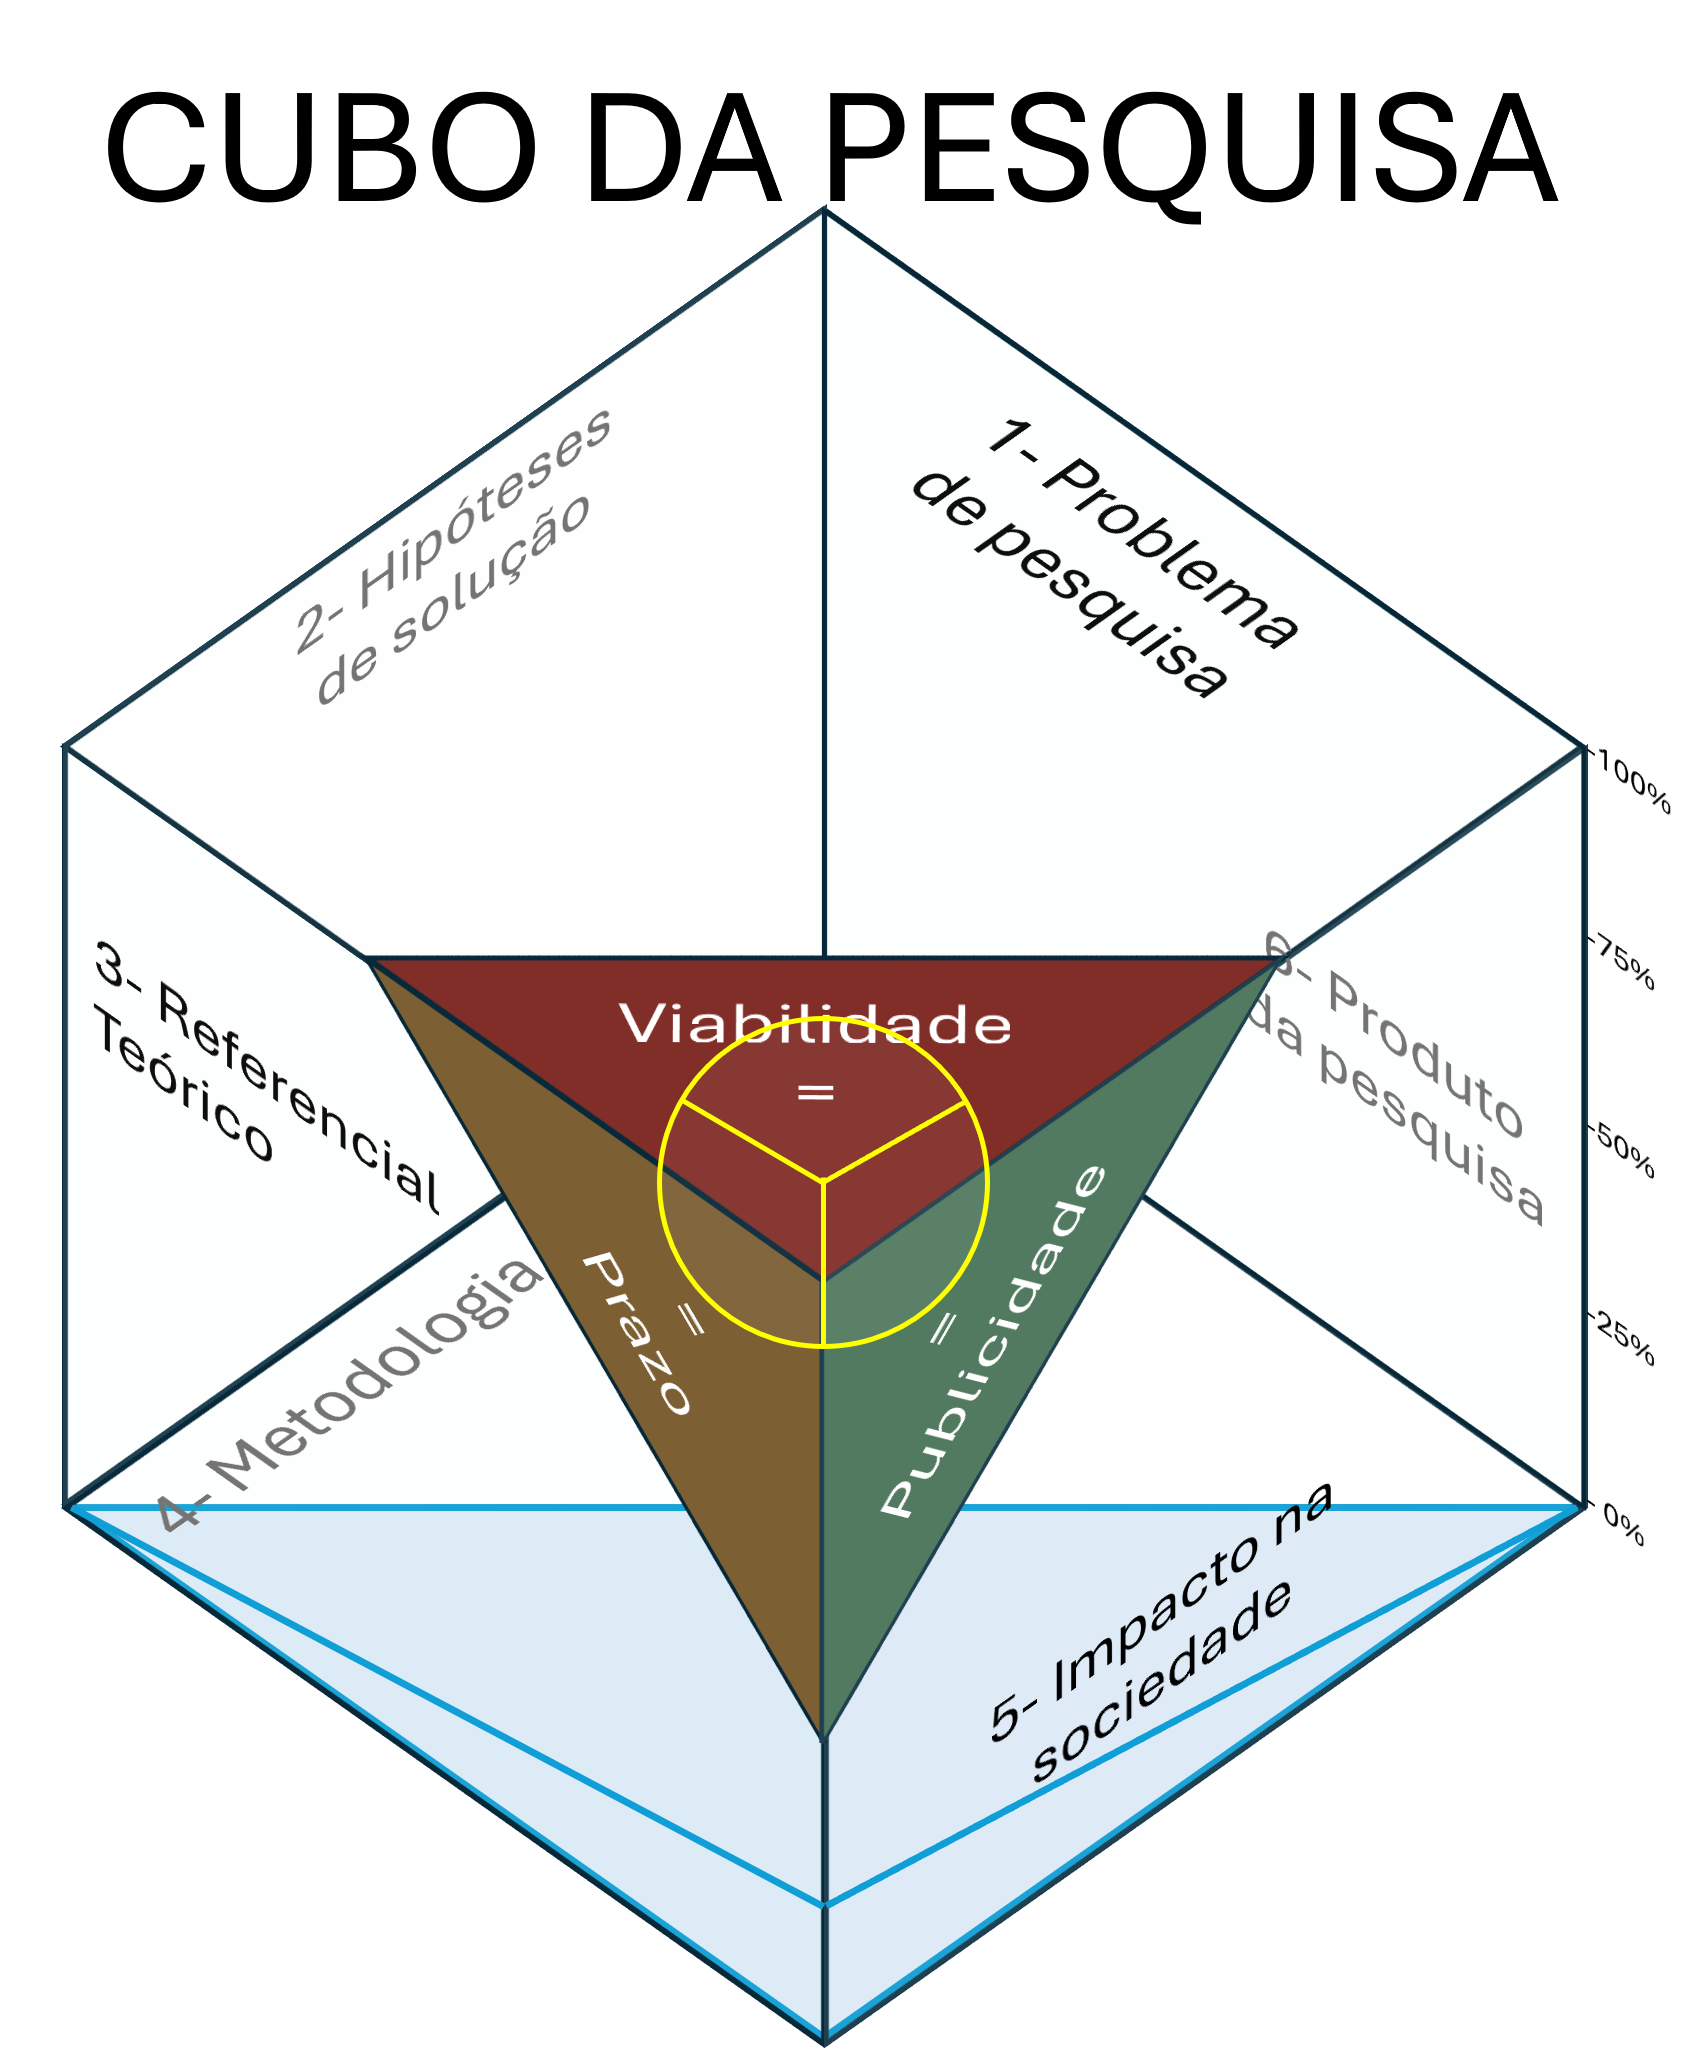 CUBO DA PESQUISA
2- Hipóteses
de solução
1- Problema
de pesquisa
100%
75%
50%
25%
0%
3- Referencial
Teórico
6- Produto
da pesquisa
Viabilidade
=
Prazo
=
Publicidade
=
4- Metodologia
5- Impacto na
sociedade